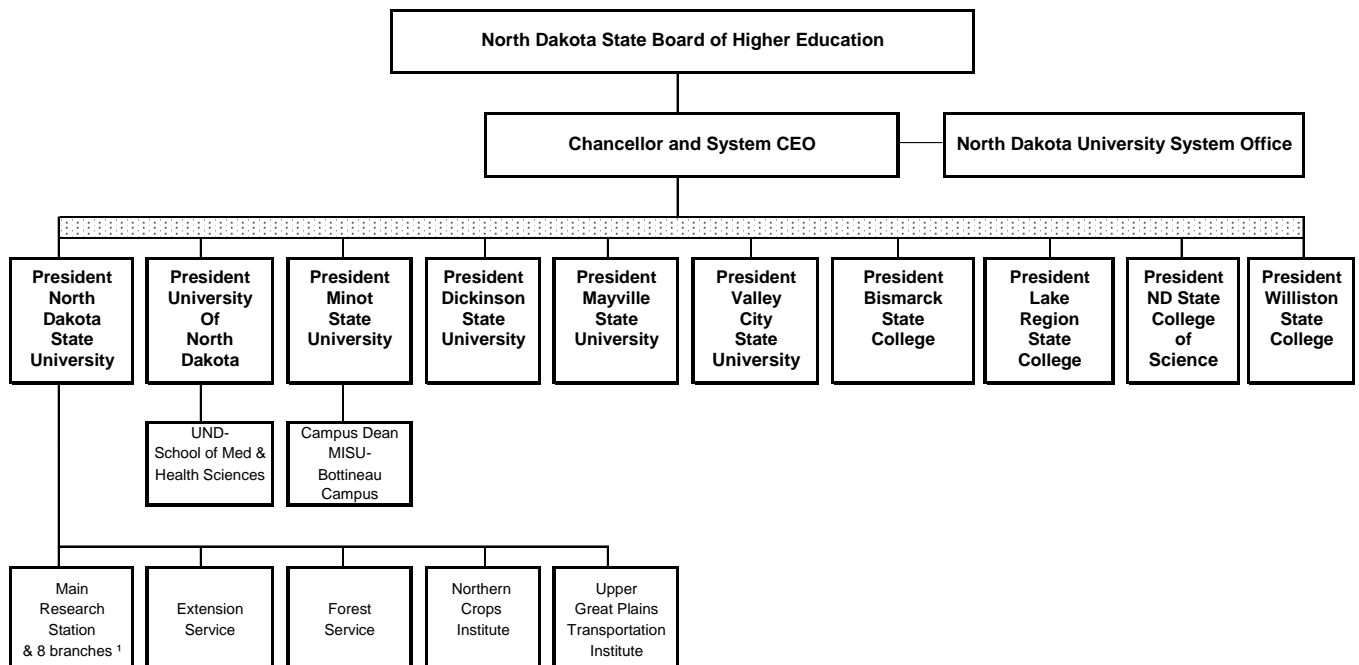 North Dakota State Board of Higher Education
Chancellor and System CEO
North Dakota University System Office
President
North
Dakota
State
University
President
University
Of
North
Dakota
President
Minot
State
University
President
Dickinson
State
University
President
Mayville
State
University
President
Valley
City
State
University
President
Bismarck
State
College
President
Lake
Region
State
College
President
ND State
College
of
Science
President
Williston
State
College
UND-
School of Med &
Health Sciences
Campus Dean
MISU-
Bottineau
Campus
Main
Research
Station
& 8 branches ¹
Extension
Service
Forest
Service
Northern
Crops
Institute
Upper
Great Plains
Transportation
Institute